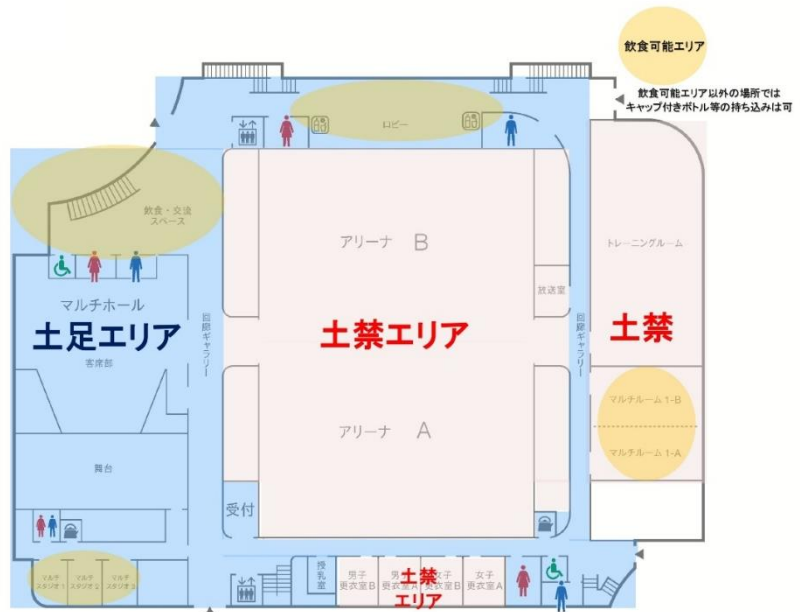 飲食可能エリア
飲食可能エリア以外の場所では
キャップ付きボトル等の持ち込みは可
ロビー
飲食・交流
スペース
アリーナ B
トレーニングルーム
放送室
マルチホール
土足エリア
客席部
回廊ギャラリー
土禁エリア
回廊ギャラリー
土禁
マルチルーム 1-B
マルチルーム 1-A
アリーナ A
舞台
受付
マルチ
スタジオ 1
マルチ
スタジオ 2
マルチ
スタジオ 3
授乳室
男子
更衣室B
男子
更衣室A
女子
更衣室B
女子
更衣室A
土禁
エリア